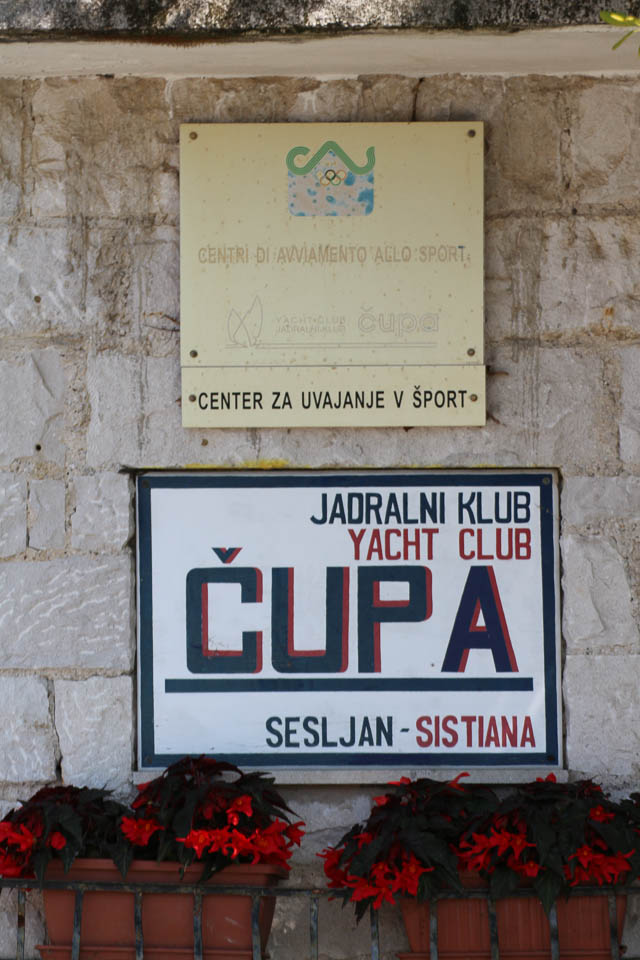 CENTRI DI AVVIAMENTO ALLO SPORT
YACHT CLUB
JADRALNI KLUB
čupa
CENTER ZA UVAJANJE V ŠPORT
JADRALNI KLUB
YACHT CLUB
ČUPA
SESLJAN - SISTIANA